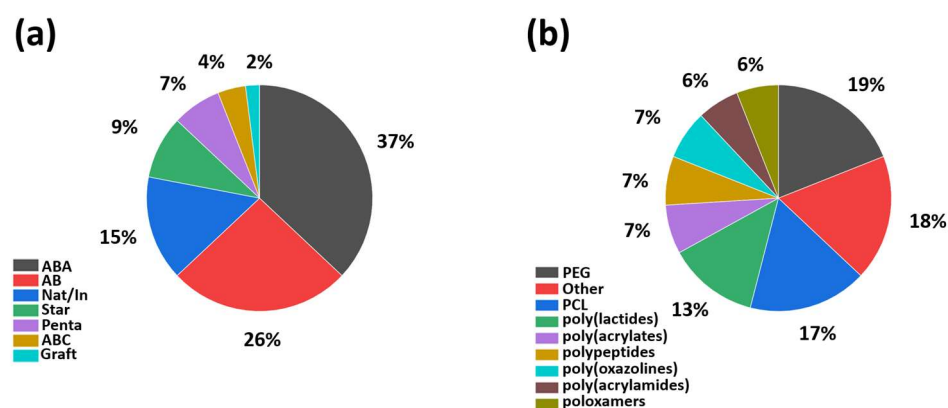 (a)
2%
4%
7%
9%
37%
15%
26%
ABA
AB
Nat/In
Star
Penta
ABC
Graft
(b)
6%
6%
19%
7%
7%
7%
18%
13%
17%
PEG
Other
PCL
poly(lactides)
poly(acrylates)
polypeptides
poly(oxazolines)
poly(acrylamides)
poloxamers